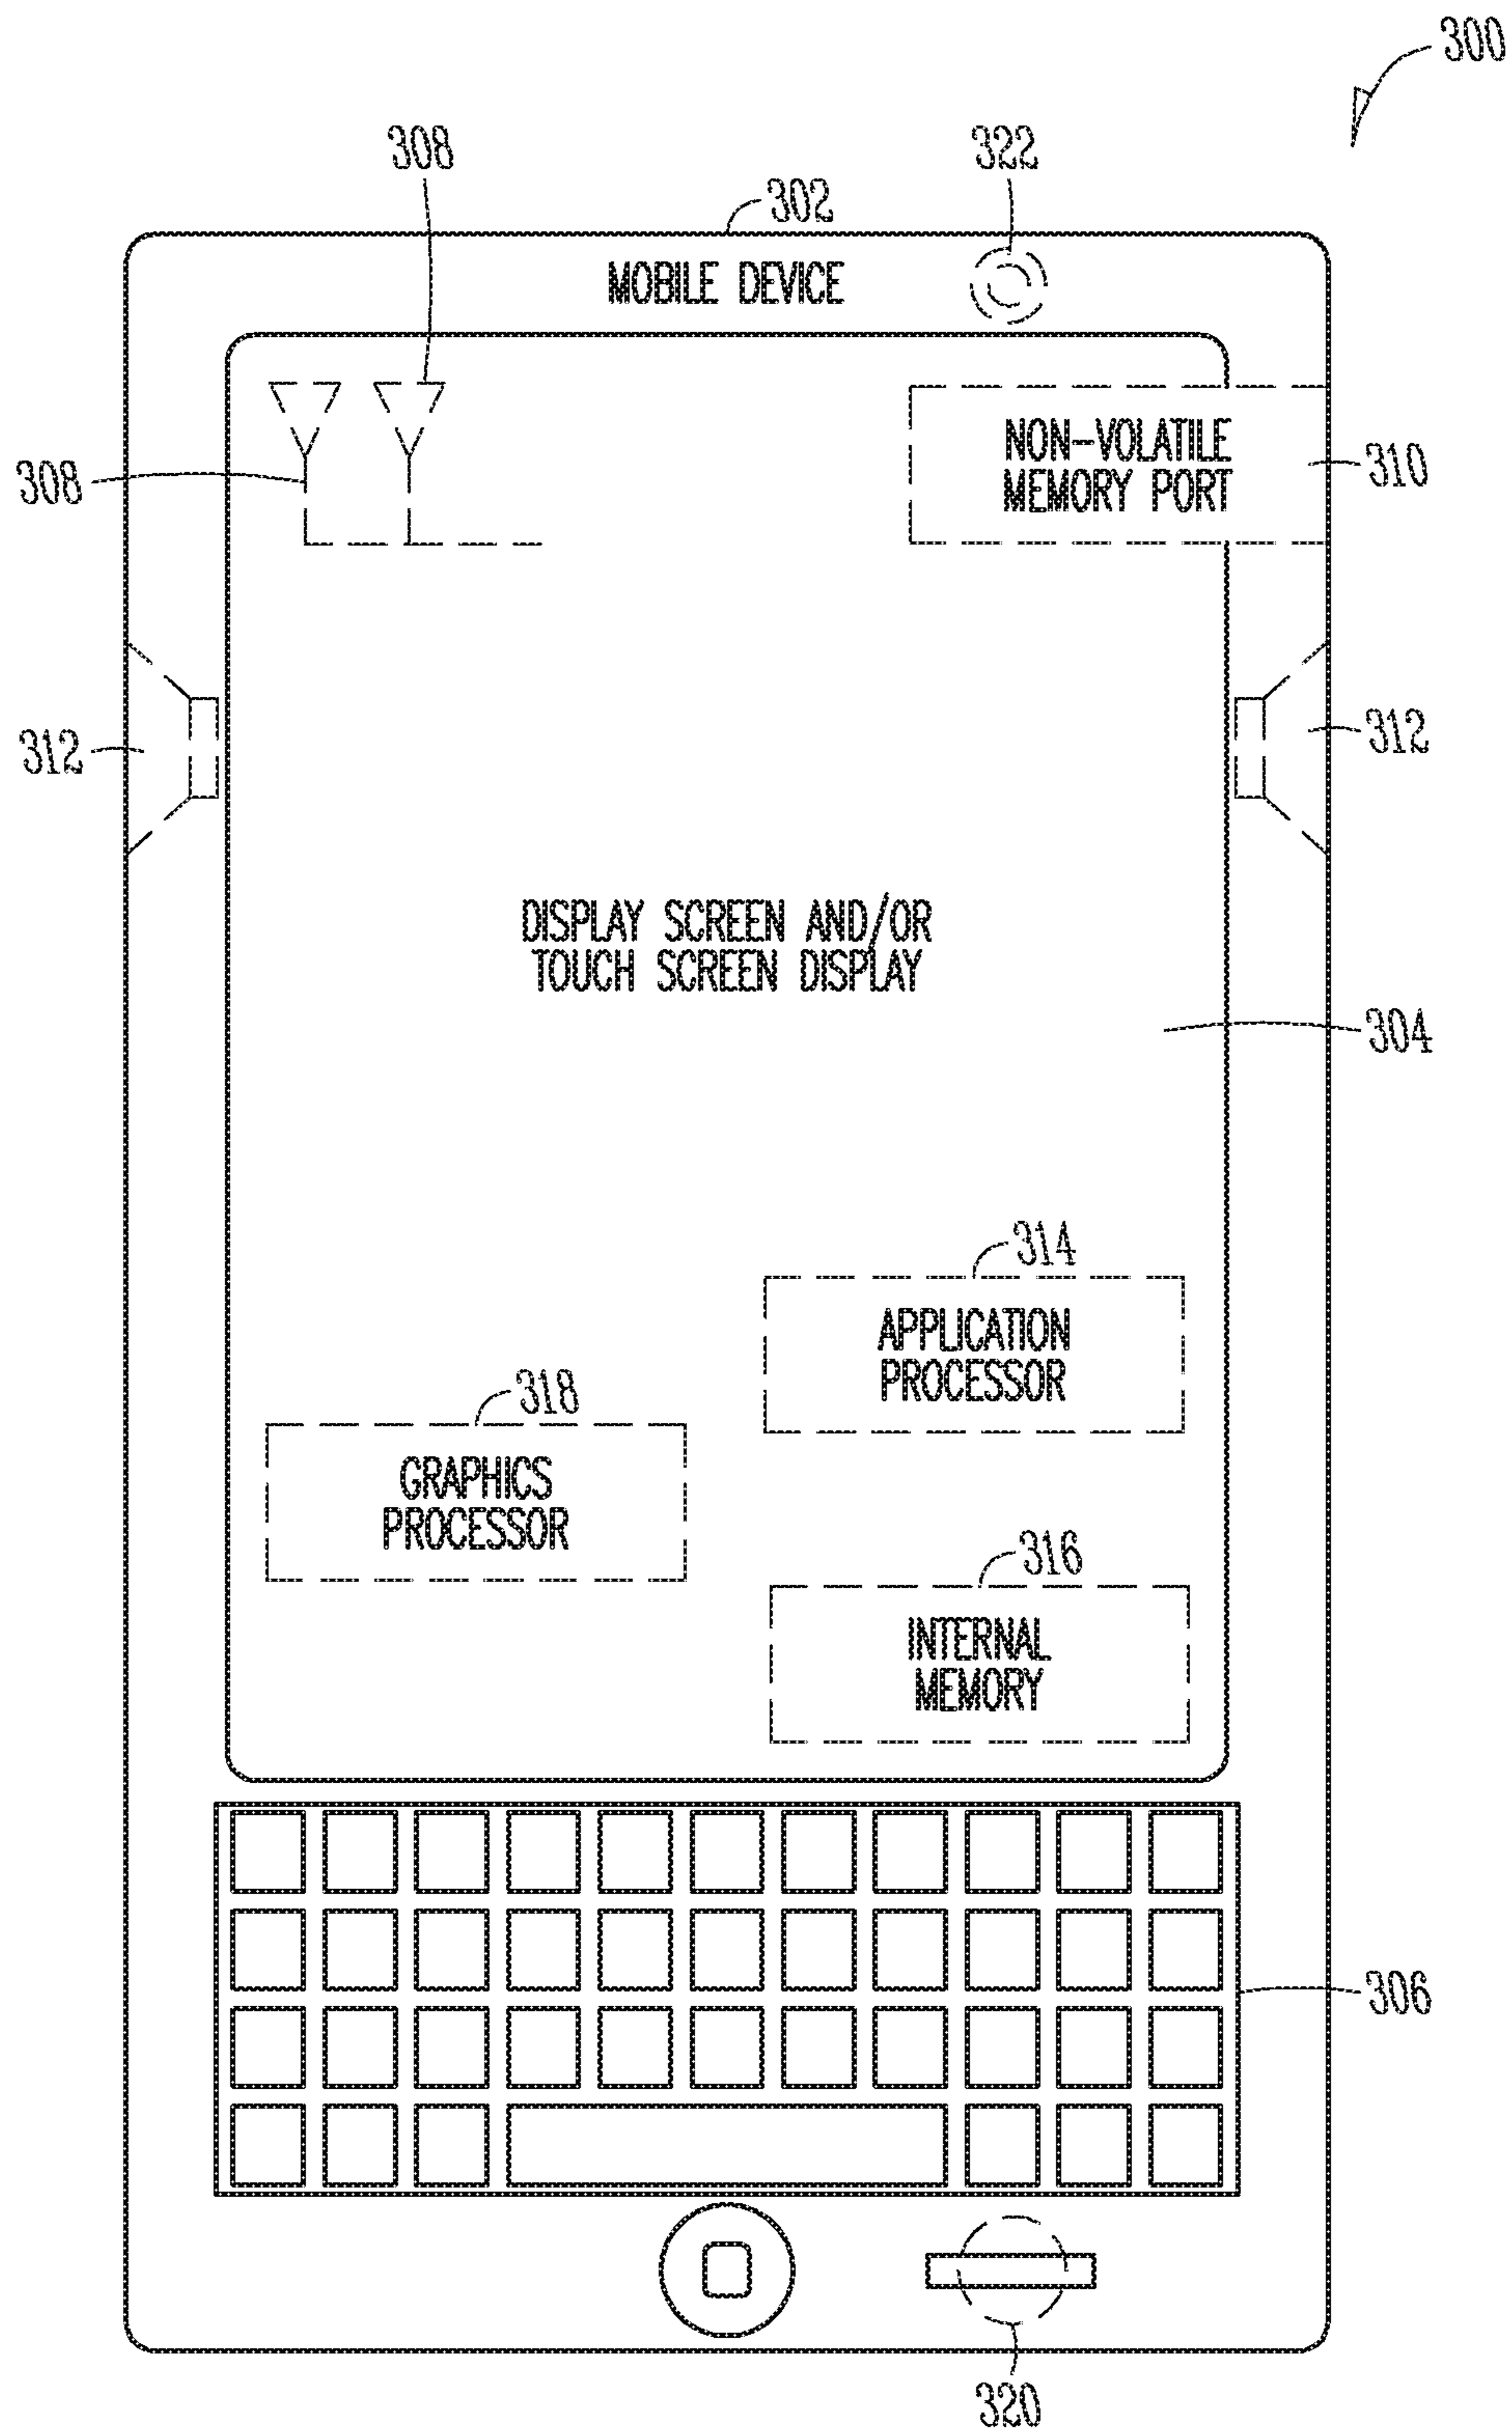 300
308
322
302
MOBILE DEVICE
308
NON-VOLATILE
MEMORY PORT
310
312
312
DISPLAY SCREEN AND/OR
TOUCH SCREEN DISPLAY
304
314
APPLICATION
PROCESSOR
318
GRAPHICS
PROCESSOR
316
INTERNAL
MEMORY
306
320